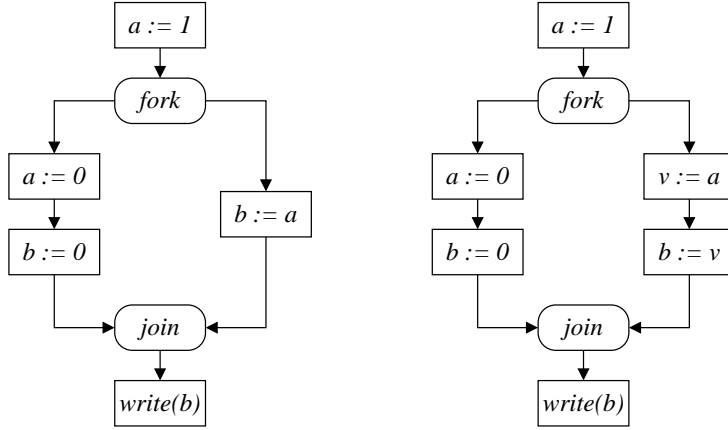 a := 1
fork
a := 0
b := a
b := 0
join
write(b)
a := 1
fork
a := 0
v := a
b := 0
b := v
join
write(b)